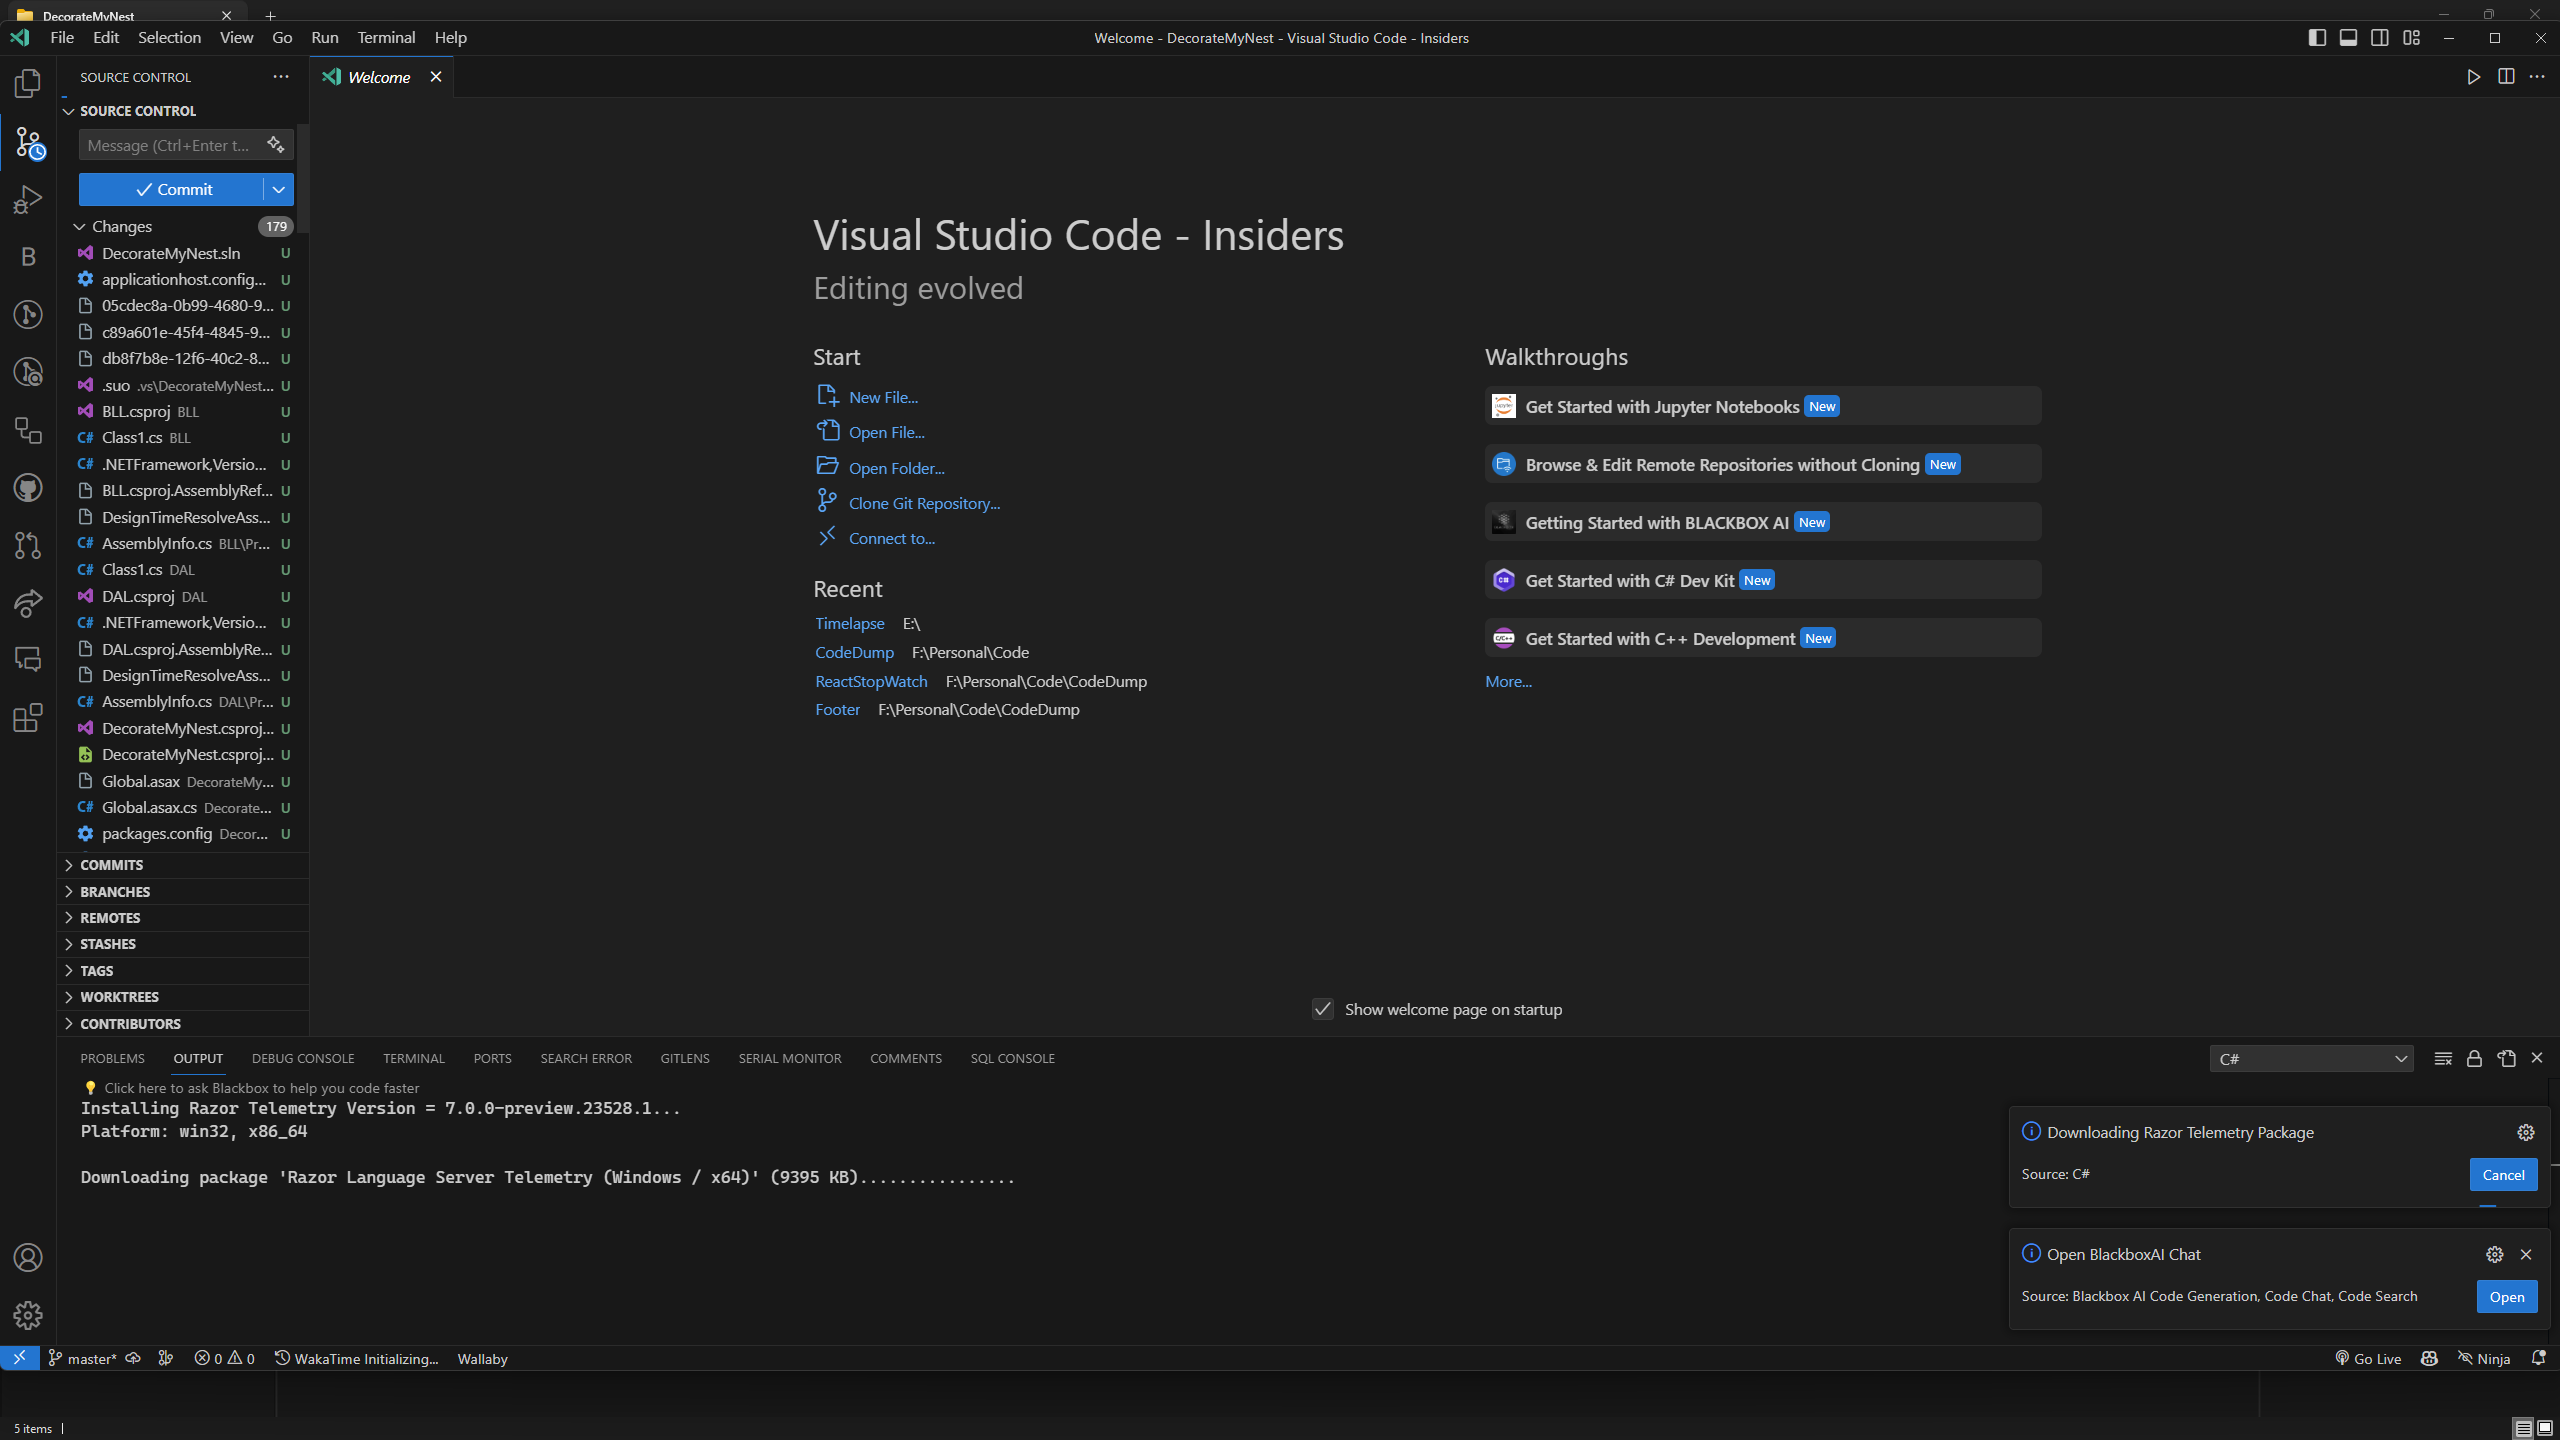 DecorateMyNest
File Edit Selection View Go Run Terminal Help
Welcome - DecorateMyNest - Visual Studio Code - Insiders
SOURCE CONTROL
Welcome
SOURCE CONTROL
Message (Ctrl+Enter t...
Commit
Changes 179
DecorateMyNest.sln U
applicationhost.config... U
05cdec8a-0b99-4680-9... U
c89a601e-45f4-4845-9... U
db8f7b8e-12f6-40c2-8... U
.suo .vs\DecorateMyNest... U
BLL.csproj BLL U
C# Class1.cs BLL U
C# .NETFramework,Versio... U
BLL.csproj.AssemblyRef... U
DesignTimeResolveAss... U
C# AssemblyInfo.cs BLL\Pr... U
C# Class1.cs DAL U
DAL.csproj DAL U
C# .NETFramework,Versio... U
DAL.csproj.AssemblyRe... U
DesignTimeResolveAss... U
C# AssemblyInfo.cs DAL\Pr... U
DecorateMyNest.csproj... U
DecorateMyNest.csproj... U
Global.asax DecorateMy... U
C# Global.asax.cs Decorate... U
packages.config Decor... U
COMMITS
BRANCHES
REMOTES
STASHES
TAGS
WORKTREES
CONTRIBUTORS
Visual Studio Code - Insiders
Editing evolved
Start
New File...
Open File...
Open Folder...
Clone Git Repository...
Connect to...
Recent
Timelapse E:\
CodeDump F:\Personal\Code
ReactStopWatch F:\Personal\Code\CodeDump
Footer F:\Personal\Code\CodeDump
Walkthroughs
Get Started with Jupyter Notebooks New
Browse & Edit Remote Repositories without Cloning New
Getting Started with BLACKBOX AI New
Get Started with C# Dev Kit New
Get Started with C++ Development New
More...
Show welcome page on startup
PROBLEMS OUTPUT DEBUG CONSOLE TERMINAL PORTS SEARCH ERROR GITLENS SERIAL MONITOR COMMENTS SQL CONSOLE
C#
Click here to ask Blackbox to help you code faster
Installing Razor Telemetry Version = 7.0.0-preview.23528.1...
Platform: win32, x86_64
Downloading package 'Razor Language Server Telemetry (Windows / x64)' (9395 KB)................
Downloading Razor Telemetry Package
Source: C#
Cancel
Open BlackboxAI Chat
Source: Blackbox AI Code Generation, Code Chat, Code Search
Open
master* 0 0 WakaTime Initializing... Wallaby
Go Live Ninja
5 items